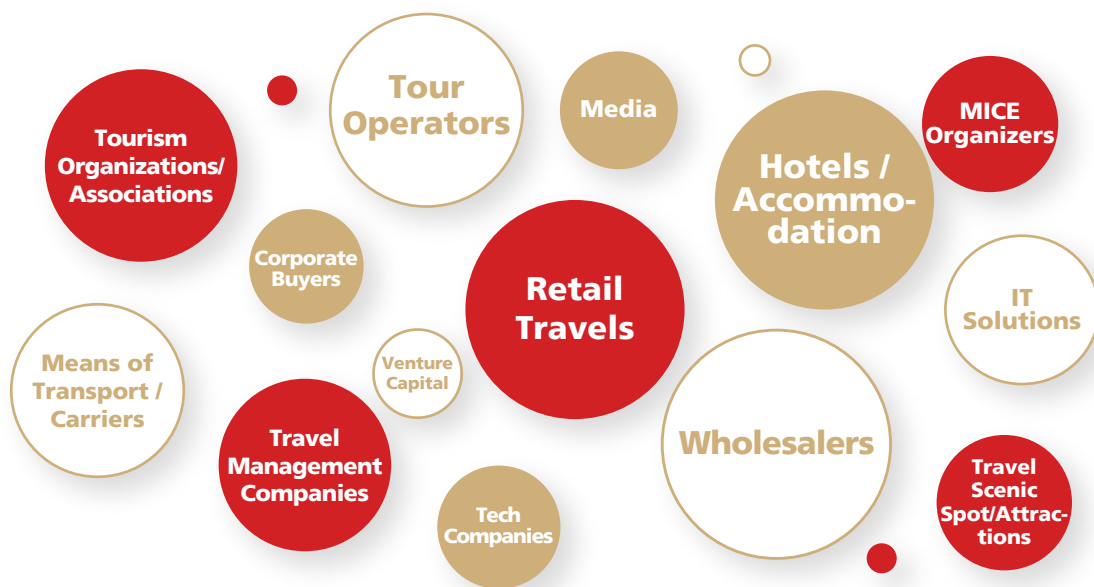 Tour
Operators
Media
MICE
Organizers
Tourism
Organizations/
Associations
Hotels /
Accommo-
dation
Corporate
Buyers
Retail
Travels
IT
Solutions
Means of
Transport /
Carriers
Venture
Capital
Travel
Management
Companies
Wholesalers
Tech
Companies
Travel
Scenic
Spot/Attrac-
tions